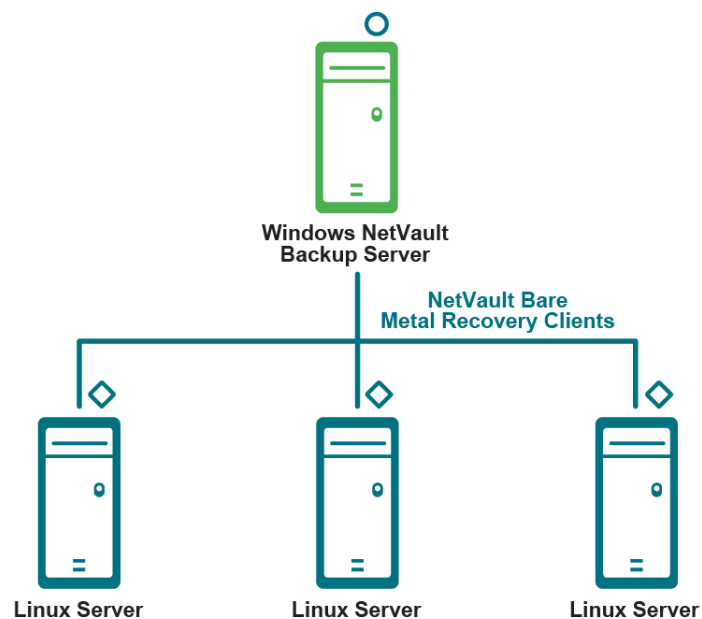 Windows NetVault
Backup Server
NetVault Bare
Metal Recovery Clients
Linux Server
Linux Server
Linux Server